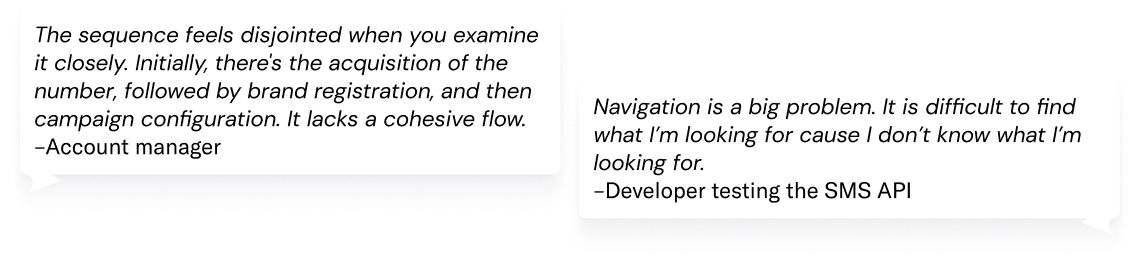 The sequence feels disjointed when you examine
it closely. Initially, there's the acquisition of the
number, followed by brand registration, and then
campaign configuration. It lacks a cohesive flow.
–Account manager
Navigation is a big problem. It is difficult to find
what I’m looking for cause I don’t know what I’m
looking for.
–Developer testing the SMS API